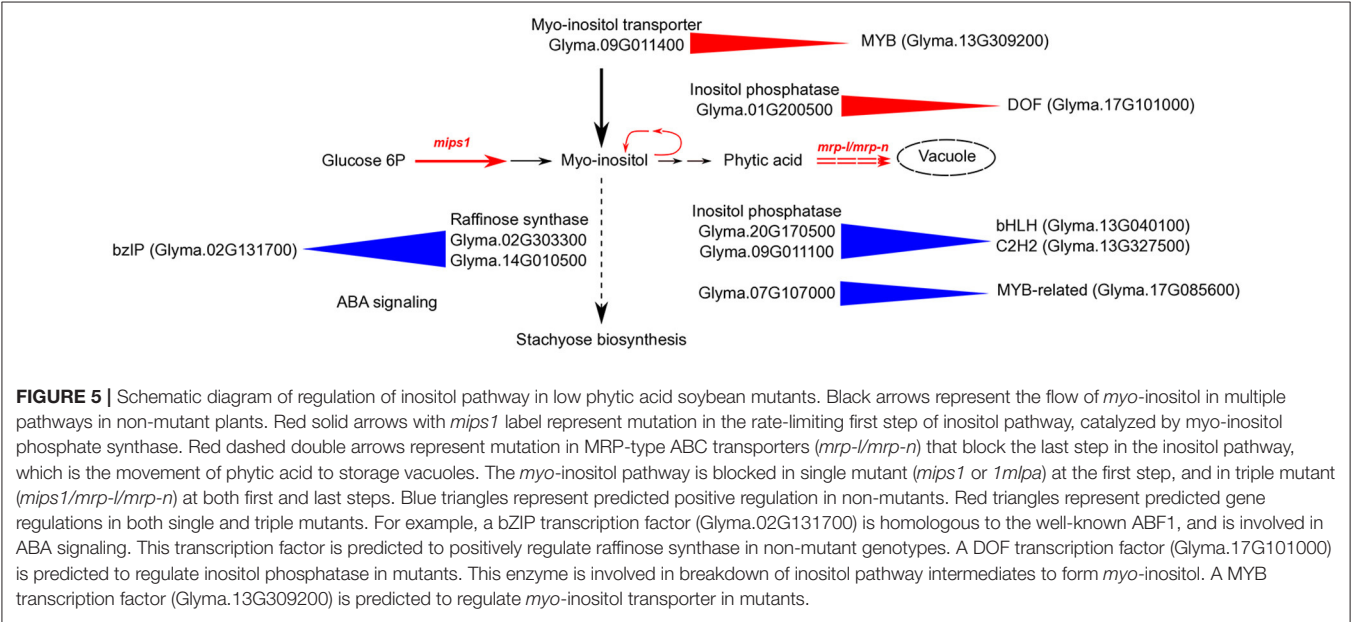 Myo-inositol transporter
Glyma.09G011400
MYB (Glyma.13G309200)
Inositol phosphatase
Glyma.01G200500
DOF (Glyma.17G101000)
mips1
mrp-l/mrp-n
Glucose 6P
Myo-inositol
Phytic acid
Vacuole
Raffinose synthase
Glyma.02G303300
Glyma.14G010500
bzIP (Glyma.02G131700)
ABA signaling
Inositol phosphatase
Glyma.20G170500
Glyma.09G011100
bHLH (Glyma.13G040100)
C2H2 (Glyma.13G327500)
Glyma.07G107000
MYB-related (Glyma.17G085600)
Stachyose biosynthesis
FIGURE 5 | Schematic diagram of regulation of inositol pathway in low phytic acid soybean mutants. Black arrows represent the flow of myo-inositol in multiple
pathways in non-mutant plants. Red solid arrows with mips1 label represent mutation in the rate-limiting first step of inositol pathway, catalyzed by myo-inositol
phosphate synthase. Red dashed double arrows represent mutation in MRP-type ABC transporters (mrp-l/mrp-n) that block the last step in the inositol pathway,
which is the movement of phytic acid to storage vacuoles. The myo-inositol pathway is blocked in single mutant (mips1 or 1mlpa) at the first step, and in triple mutant
(mips1/mrp-l/mrp-n) at both first and last steps. Blue triangles represent predicted positive regulation in non-mutants. Red triangles represent predicted gene
regulations in both single and triple mutants. For example, a bZIP transcription factor (Glyma.02G131700) is homologous to the well-known ABF1, and is involved in
ABA signaling. This transcription factor is predicted to positively regulate raffinose synthase in non-mutant genotypes. A DOF transcription factor (Glyma.17G101000)
is predicted to regulate inositol phosphatase in mutants. This enzyme is involved in breakdown of inositol pathway intermediates to form myo-inositol. A MYB
transcription factor (Glyma.13G309200) is predicted to regulate myo-inositol transporter in mutants.